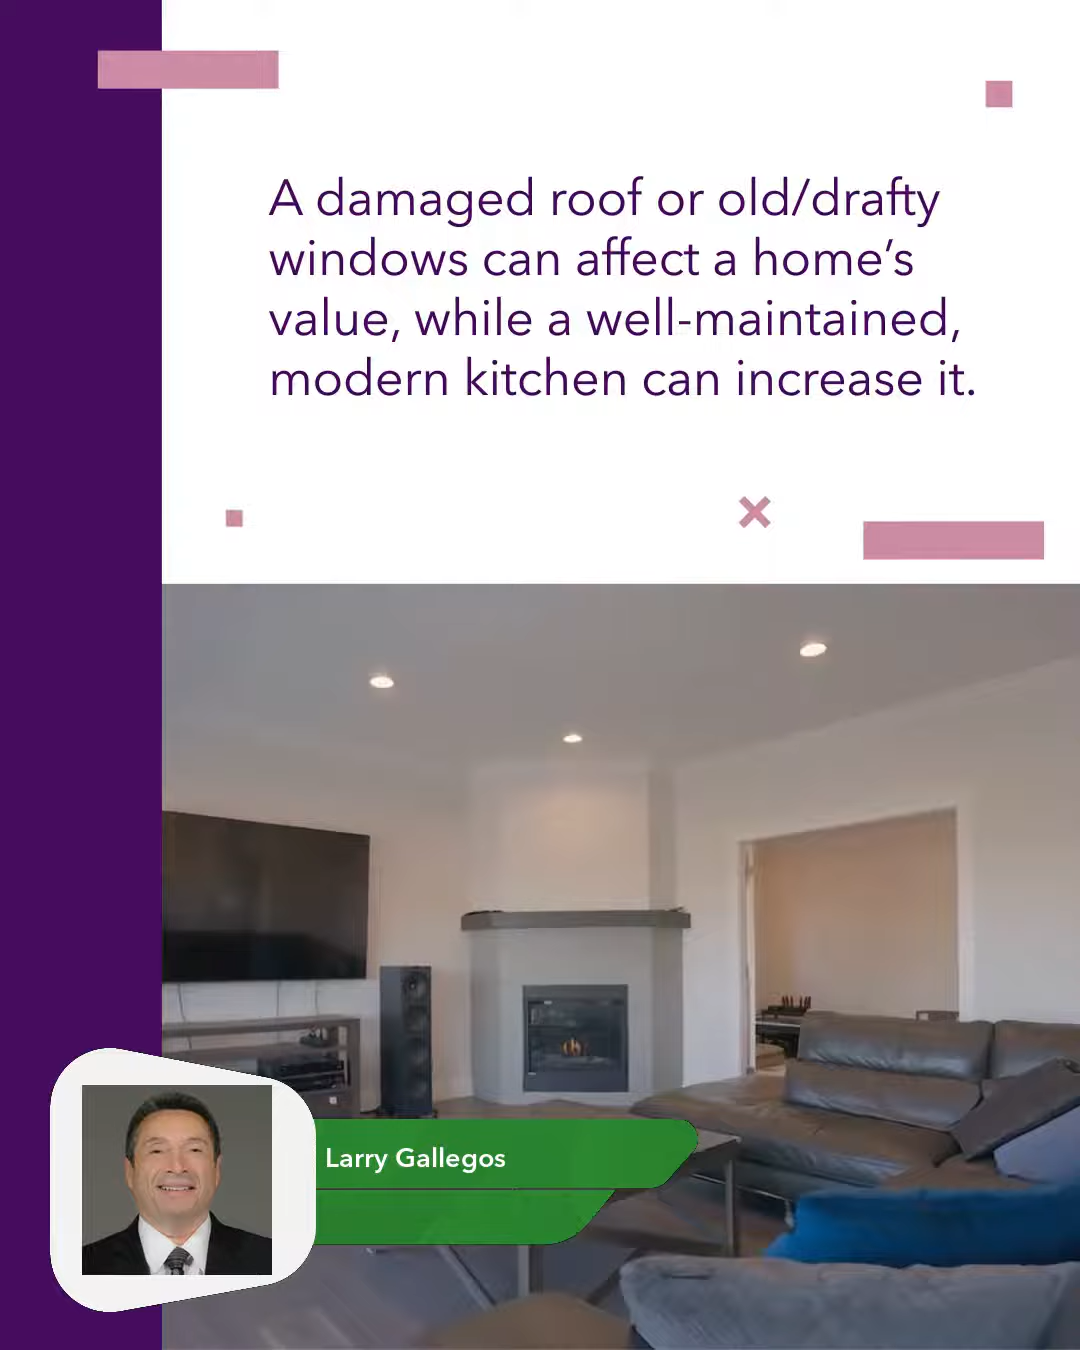 A damaged roof or old/drafty
windows can affect a home’s
value, while a well-maintained,
modern kitchen can increase it.
Larry Gallegos